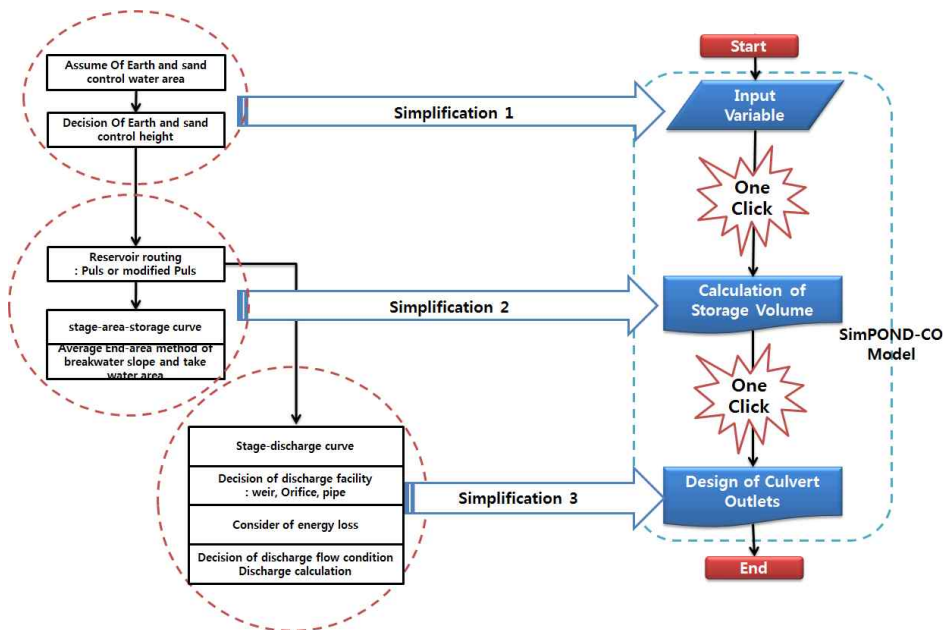 Assume Of Earth and sand
control water area
Decision Of Earth and sand
control height
Simplification 1
Start
Input
Variable
One
Click
Reservoir routing
: Puls or modified Puls
stage-area-storage curve
Average End-area method of
breakwater slope and take
water area
Simplification 2
Calculation of
Storage Volume
SimPOND-CO
Model
One
Click
Stage-discharge curve
Decision of discharge facility
: weir, Orifice, pipe
Consider of energy loss
Decision of discharge flow condition
Discharge calculation
Simplification 3
Design of Culvert
Outlets
End